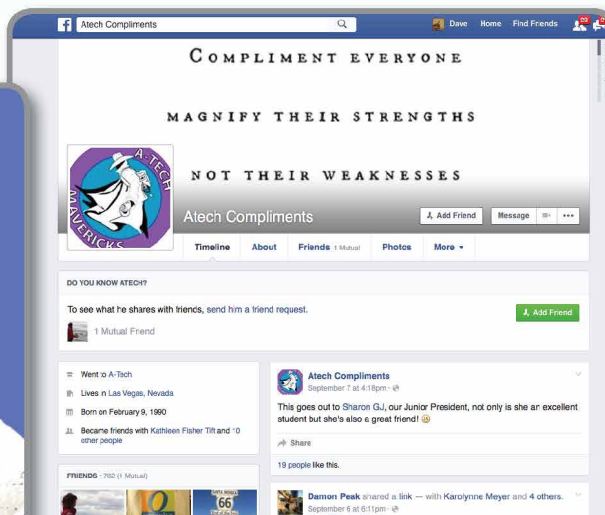 Atech Compliments
Dave Home Find Friends
COMPLIMENT EVERYONE
MAGNIFY THEIR STRENGTHS
NOT THEIR WEAKNESSES
A-TECH
MAVERICKS
Atech Compliments
Add Friend
Message
Timeline About Friends 1 Mutual Photos More
DO YOU KNOW ATECH?
To see what he shares with friends, send him a friend request.
Add Friend
1 Mutual Friend
Went to A-Tech
Lives in Las Vegas, Nevada
Born on February 9, 1990
Became friends with Kathleen Fisher Tift and 10
other people
FRIENDS · 762 (1 Mutual)
SANTA MONICA
66
Atech Compliments
September 7 at 4:18pm ·
This goes out to Sharon GJ, our Junior President, not only is she an excellent
student but she's also a great friend!
Share
19 people like this.
Damon Peak shared a link — with Karolynne Meyer and 4 others.
September 6 at 6:11pm ·